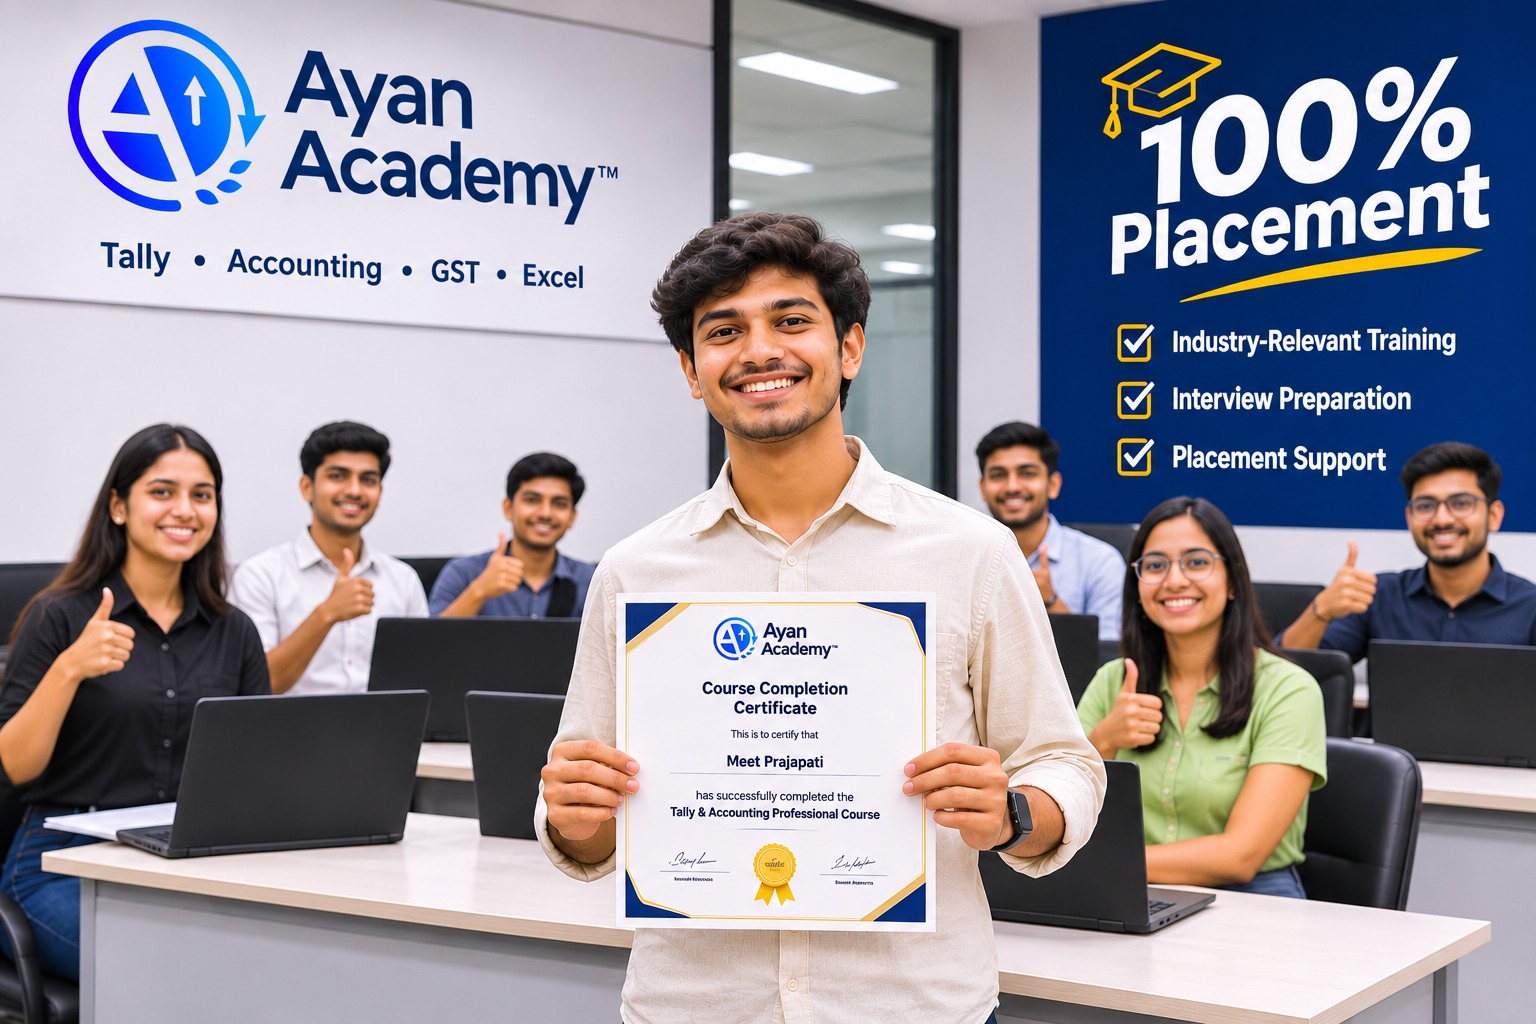 Ayan
Academy™
Tally • Accounting • GST • Excel
100%
Placement
Industry-Relevant Training
Interview Preparation
Placement Support
Ayan
Academy™
Course Completion
Certificate
This is to certify that
Meet Prajapati
has successfully completed the
Tally & Accounting Professional Course